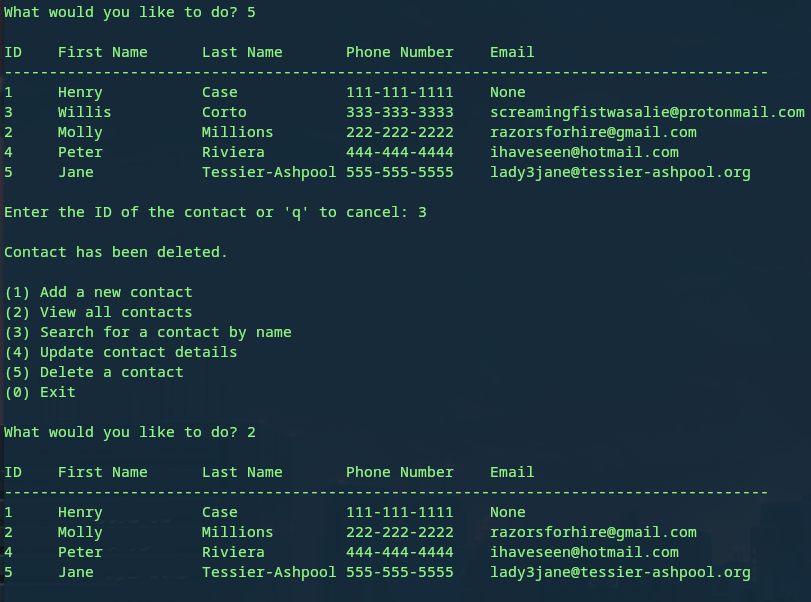 What would you like to do? 5
ID    First Name      Last Name       Phone Number    Email
-------------------------------------------------------------------------------------
1     Henry           Case            111-111-1111    None
3     Willis          Corto           333-333-3333    screamingfistwasalie@protonmail.com
2     Molly           Millions        222-222-2222    razorsforhire@gmail.com
4     Peter           Riviera         444-444-4444    ihaveseen@hotmail.com
5     Jane            Tessier-Ashpool 555-555-5555    lady3jane@tessier-ashpool.org
Enter the ID of the contact or 'q' to cancel: 3
Contact has been deleted.
(1) Add a new contact
(2) View all contacts
(3) Search for a contact by name
(4) Update contact details
(5) Delete a contact
(0) Exit
What would you like to do? 2
ID    First Name      Last Name       Phone Number    Email
-------------------------------------------------------------------------------------
1     Henry           Case            111-111-1111    None
2     Molly           Millions        222-222-2222    razorsforhire@gmail.com
4     Peter           Riviera         444-444-4444    ihaveseen@hotmail.com
5     Jane            Tessier-Ashpool 555-555-5555    lady3jane@tessier-ashpool.org